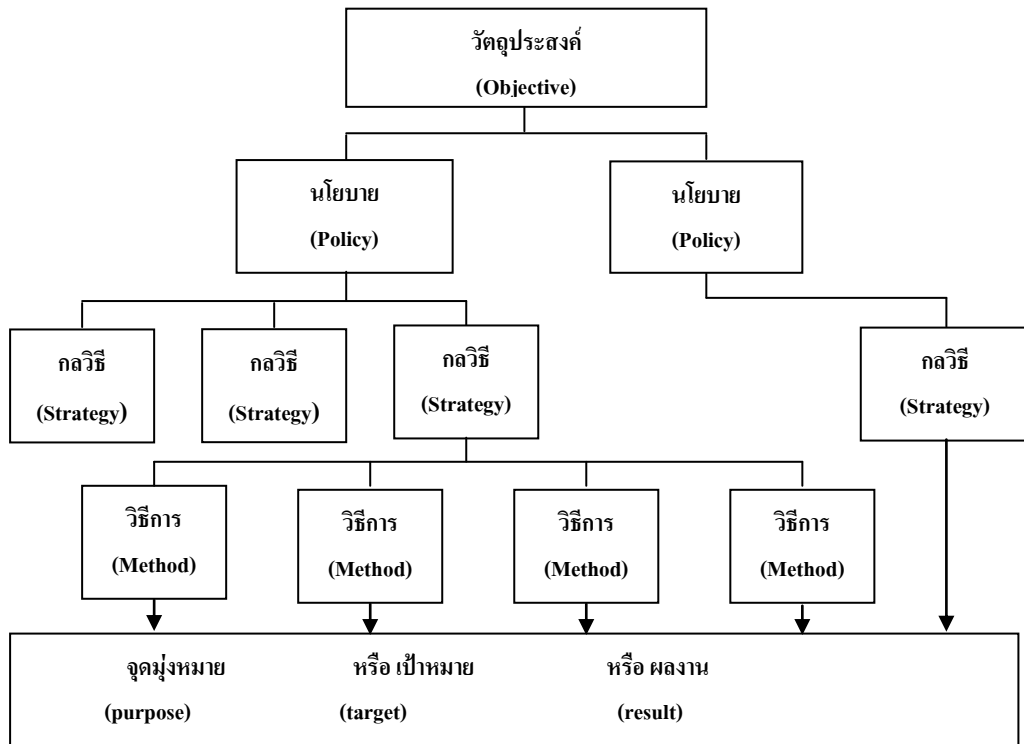 วัตถุประสงค์
(Objective)
นโยบาย
(Policy)
นโยบาย
(Policy)
กลวิธี
(Strategy)
กลวิธี
(Strategy)
กลวิธี
(Strategy)
กลวิธี
(Strategy)
วิธีการ
(Method)
วิธีการ
(Method)
วิธีการ
(Method)
วิธีการ
(Method)
จุดมุ่งหมาย หรือ เป้าหมาย หรือ ผลงาน
(purpose) (target) (result)